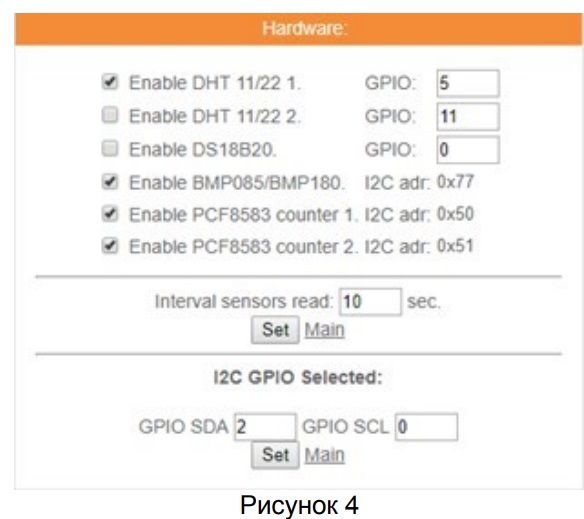 Hardware:
Enable DHT 11/22 1. GPIO: 5
Enable DHT 11/22 2. GPIO: 11
Enable DS18B20. GPIO: 0
Enable BMP085/BMP180. I2C adr: 0x77
Enable PCF8583 counter 1. I2C adr: 0x50
Enable PCF8583 counter 2. I2C adr: 0x51
Interval sensors read: 10 sec.
Set Main
I2C GPIO Selected:
GPIO SDA 2 GPIO SCL 0
Set Main
Рисунок 4